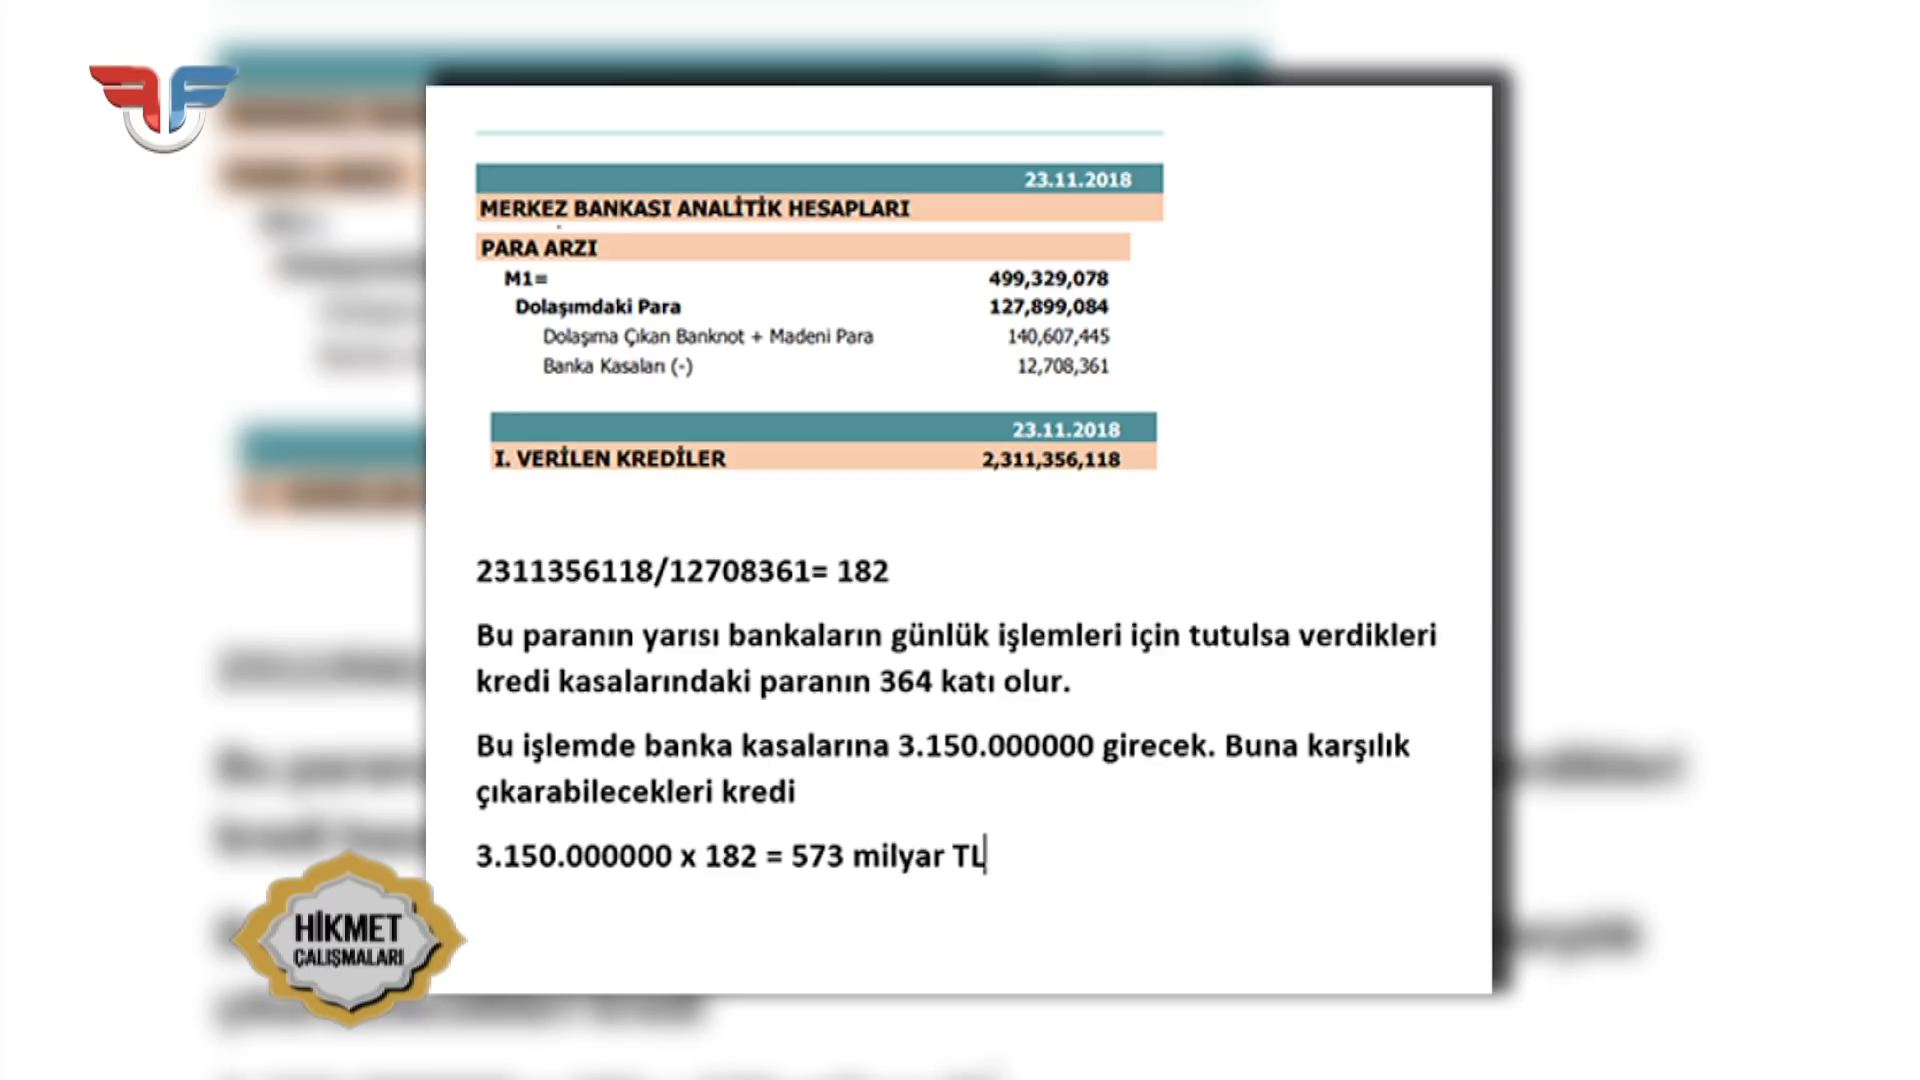 23.11.2018
MERKEZ BANKASI ANALİTİK HESAPLARI
PARA ARZI
M1= 499,329,078
Dolaşımdaki Para 127,899,084
Dolaşıma Çıkan Banknot + Madeni Para 140,607,445
Banka Kasaları (-) 12,708,361
23.11.2018
I. VERİLEN KREDİLER 2,311,356,118
2311356118/12708361= 182
Bu paranın yarısı bankaların günlük işlemleri için tutulsa verdikleri
kredi kasalarındaki paranın 364 katı olur.
Bu işlemde banka kasalarına 3.150.000000 girecek. Buna karşılık
çıkarabilecekleri kredi
3.150.000000 x 182 = 573 milyar TL
HİKMET
ÇALIŞMALARI